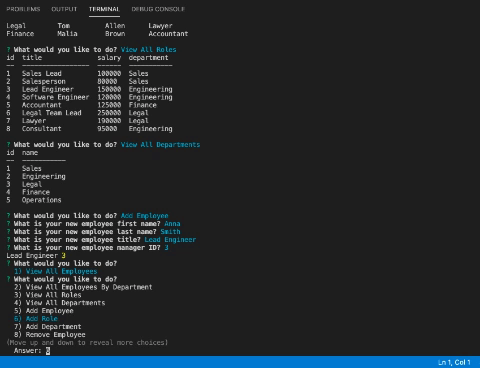 PROBLEMS OUTPUT TERMINAL DEBUG CONSOLE
Legal Tom Allen Lawyer
Finance Malia Brown Accountant
? What would you like to do? View All Roles
id title salary department
-- ------------------ ------ -----------
1 Sales Lead 100000 Sales
2 Salesperson 80000 Sales
3 Lead Engineer 150000 Engineering
4 Software Engineer 120000 Engineering
5 Accountant 125000 Finance
6 Legal Team Lead 250000 Legal
7 Lawyer 190000 Legal
8 Consultant 95000 Engineering
? What would you like to do? View All Departments
id name
-- -----------
1 Sales
2 Engineering
3 Legal
4 Finance
5 Operations
? What would you like to do? Add Employee
? What is your new employee first name? Anna
? What is your new employee last name? Smith
? What is your new employee title? Lead Engineer
? What is your new employee manager ID? 3
Lead Engineer 3
? What would you like to do?
1) View All Employees
? What would you like to do?
2) View All Employees By Department
3) View All Roles
4) View All Departments
5) Add Employee
6) Add Role
7) Add Department
8) Remove Employee
(Move up and down to reveal more choices)
Answer: 6
Ln 1, Col 1